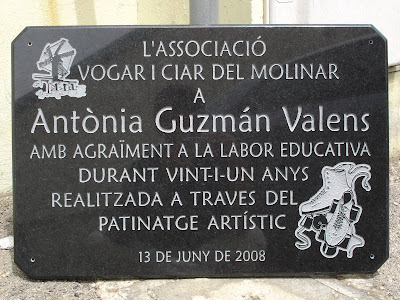 L'ASSOCIACIÓ
VOGAR I CIAR DEL MOLINAR
A
Antònia Guzmán Valens
AMB AGRAÏMENT A LA LABOR EDUCATIVA
DURANT VINT-I-UN ANYS
REALITZADA A TRAVES DEL
PATINATGE ARTÍSTIC
13 DE JUNY DE 2008